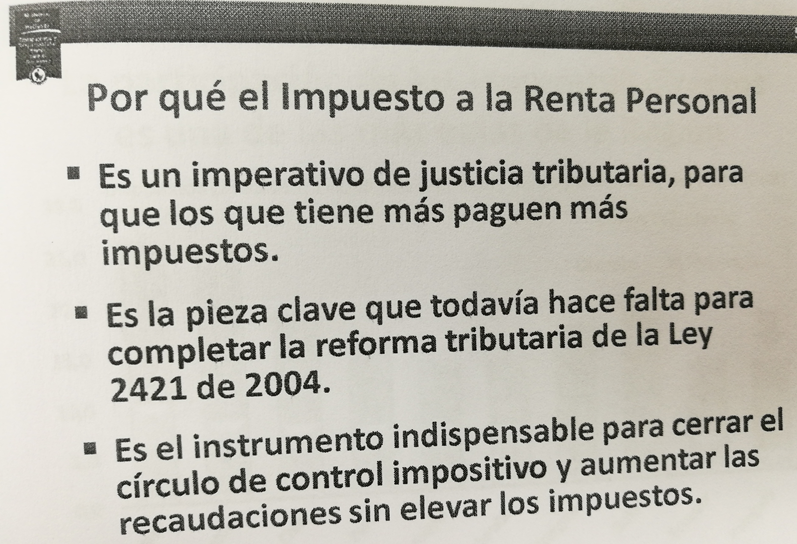 Por qué el Impuesto a la Renta Personal
▪ Es un imperativo de justicia tributaria, para
que los que tiene más paguen más
impuestos.
▪ Es la pieza clave que todavía hace falta para
completar la reforma tributaria de la Ley
2421 de 2004.
▪ Es el instrumento indispensable para cerrar el
círculo de control impositivo y aumentar las
recaudaciones sin elevar los impuestos.